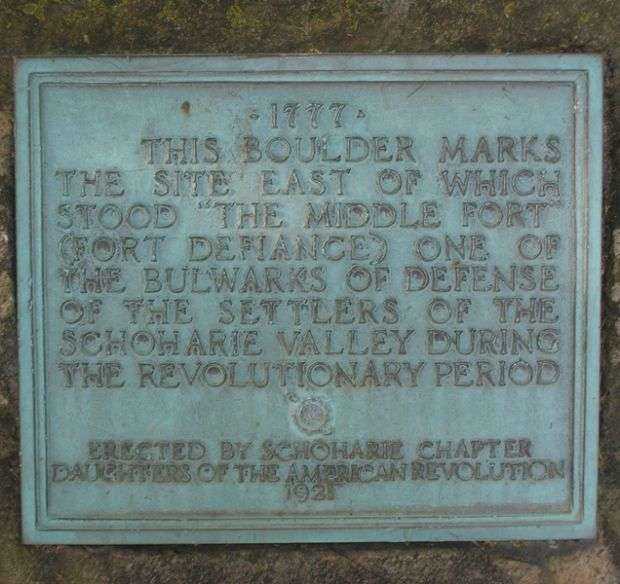 ·1777·
THIS BOULDER MARKS
THE SITE EAST OF WHICH
STOOD "THE MIDDLE FORT"
(FORT DEFIANCE) ONE OF
THE BULWARKS OF DEFENSE
OF THE SETTLERS OF THE
SCHOHARIE VALLEY DURING
THE REVOLUTIONARY PERIOD
ERECTED BY SCHOHARIE CHAPTER
DAUGHTERS OF THE AMERICAN REVOLUTION
1921